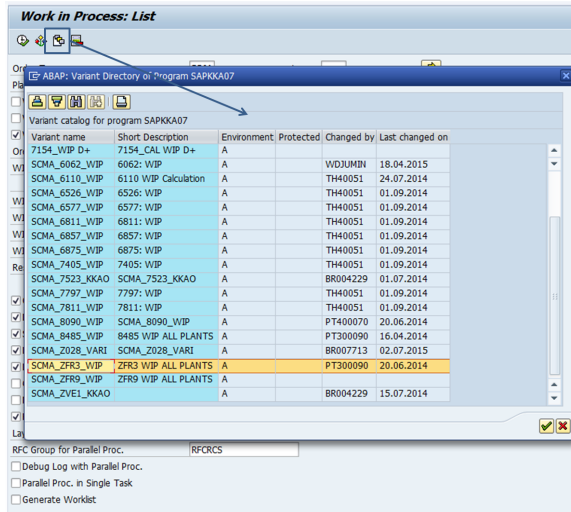 Work in Process: List
ABAP: Variant Directory of Program SAPKKA07
Variant catalog for program SAPKKA07
Variant name Short Description Environment Protected Changed by Last changed on
7154_WIP D+ 7154_CAL WIP D+ A
SCMA_6062_WIP 6062: WIP A WDJUMIN 18.04.2015
SCMA_6110_WIP 6110 WIP Calculation A TH40051 24.07.2014
SCMA_6526_WIP 6526: WIP A TH40051 01.09.2014
SCMA_6577_WIP 6577: WIP A TH40051 01.09.2014
SCMA_6811_WIP 6811: WIP A TH40051 01.09.2014
SCMA_6857_WIP 6857: WIP A TH40051 01.09.2014
SCMA_6875_WIP 6875: WIP A TH40051 01.09.2014
SCMA_7405_WIP 7405: WIP A TH40051 01.09.2014
SCMA_7523_KKAO SCMA_7523_KKAO A BR004229 01.07.2014
SCMA_7797_WIP 7797: WIP A TH40051 01.09.2014
SCMA_7811_WIP 7811: WIP A TH40051 01.09.2014
SCMA_8090_WIP SCMA_8090_WIP A PT400070 20.06.2014
SCMA_8485_WIP 8485 WIP ALL PLANTS A PT300090 16.04.2014
SCMA_Z028_VARI SCMA_Z028_VARI A BR007713 02.07.2015
SCMA_ZFR3_WIP ZFR3 WIP ALL PLANTS A PT300090 20.06.2014
SCMA_ZFR9_WIP ZFR9 WIP ALL PLANTS A
SCMA_ZVE1_KKAO A BR004229 15.07.2014
RFC Group for Parallel Proc. RFCRCS
Debug Log with Parallel Proc.
Parallel Proc. in Single Task
Generate Worklist